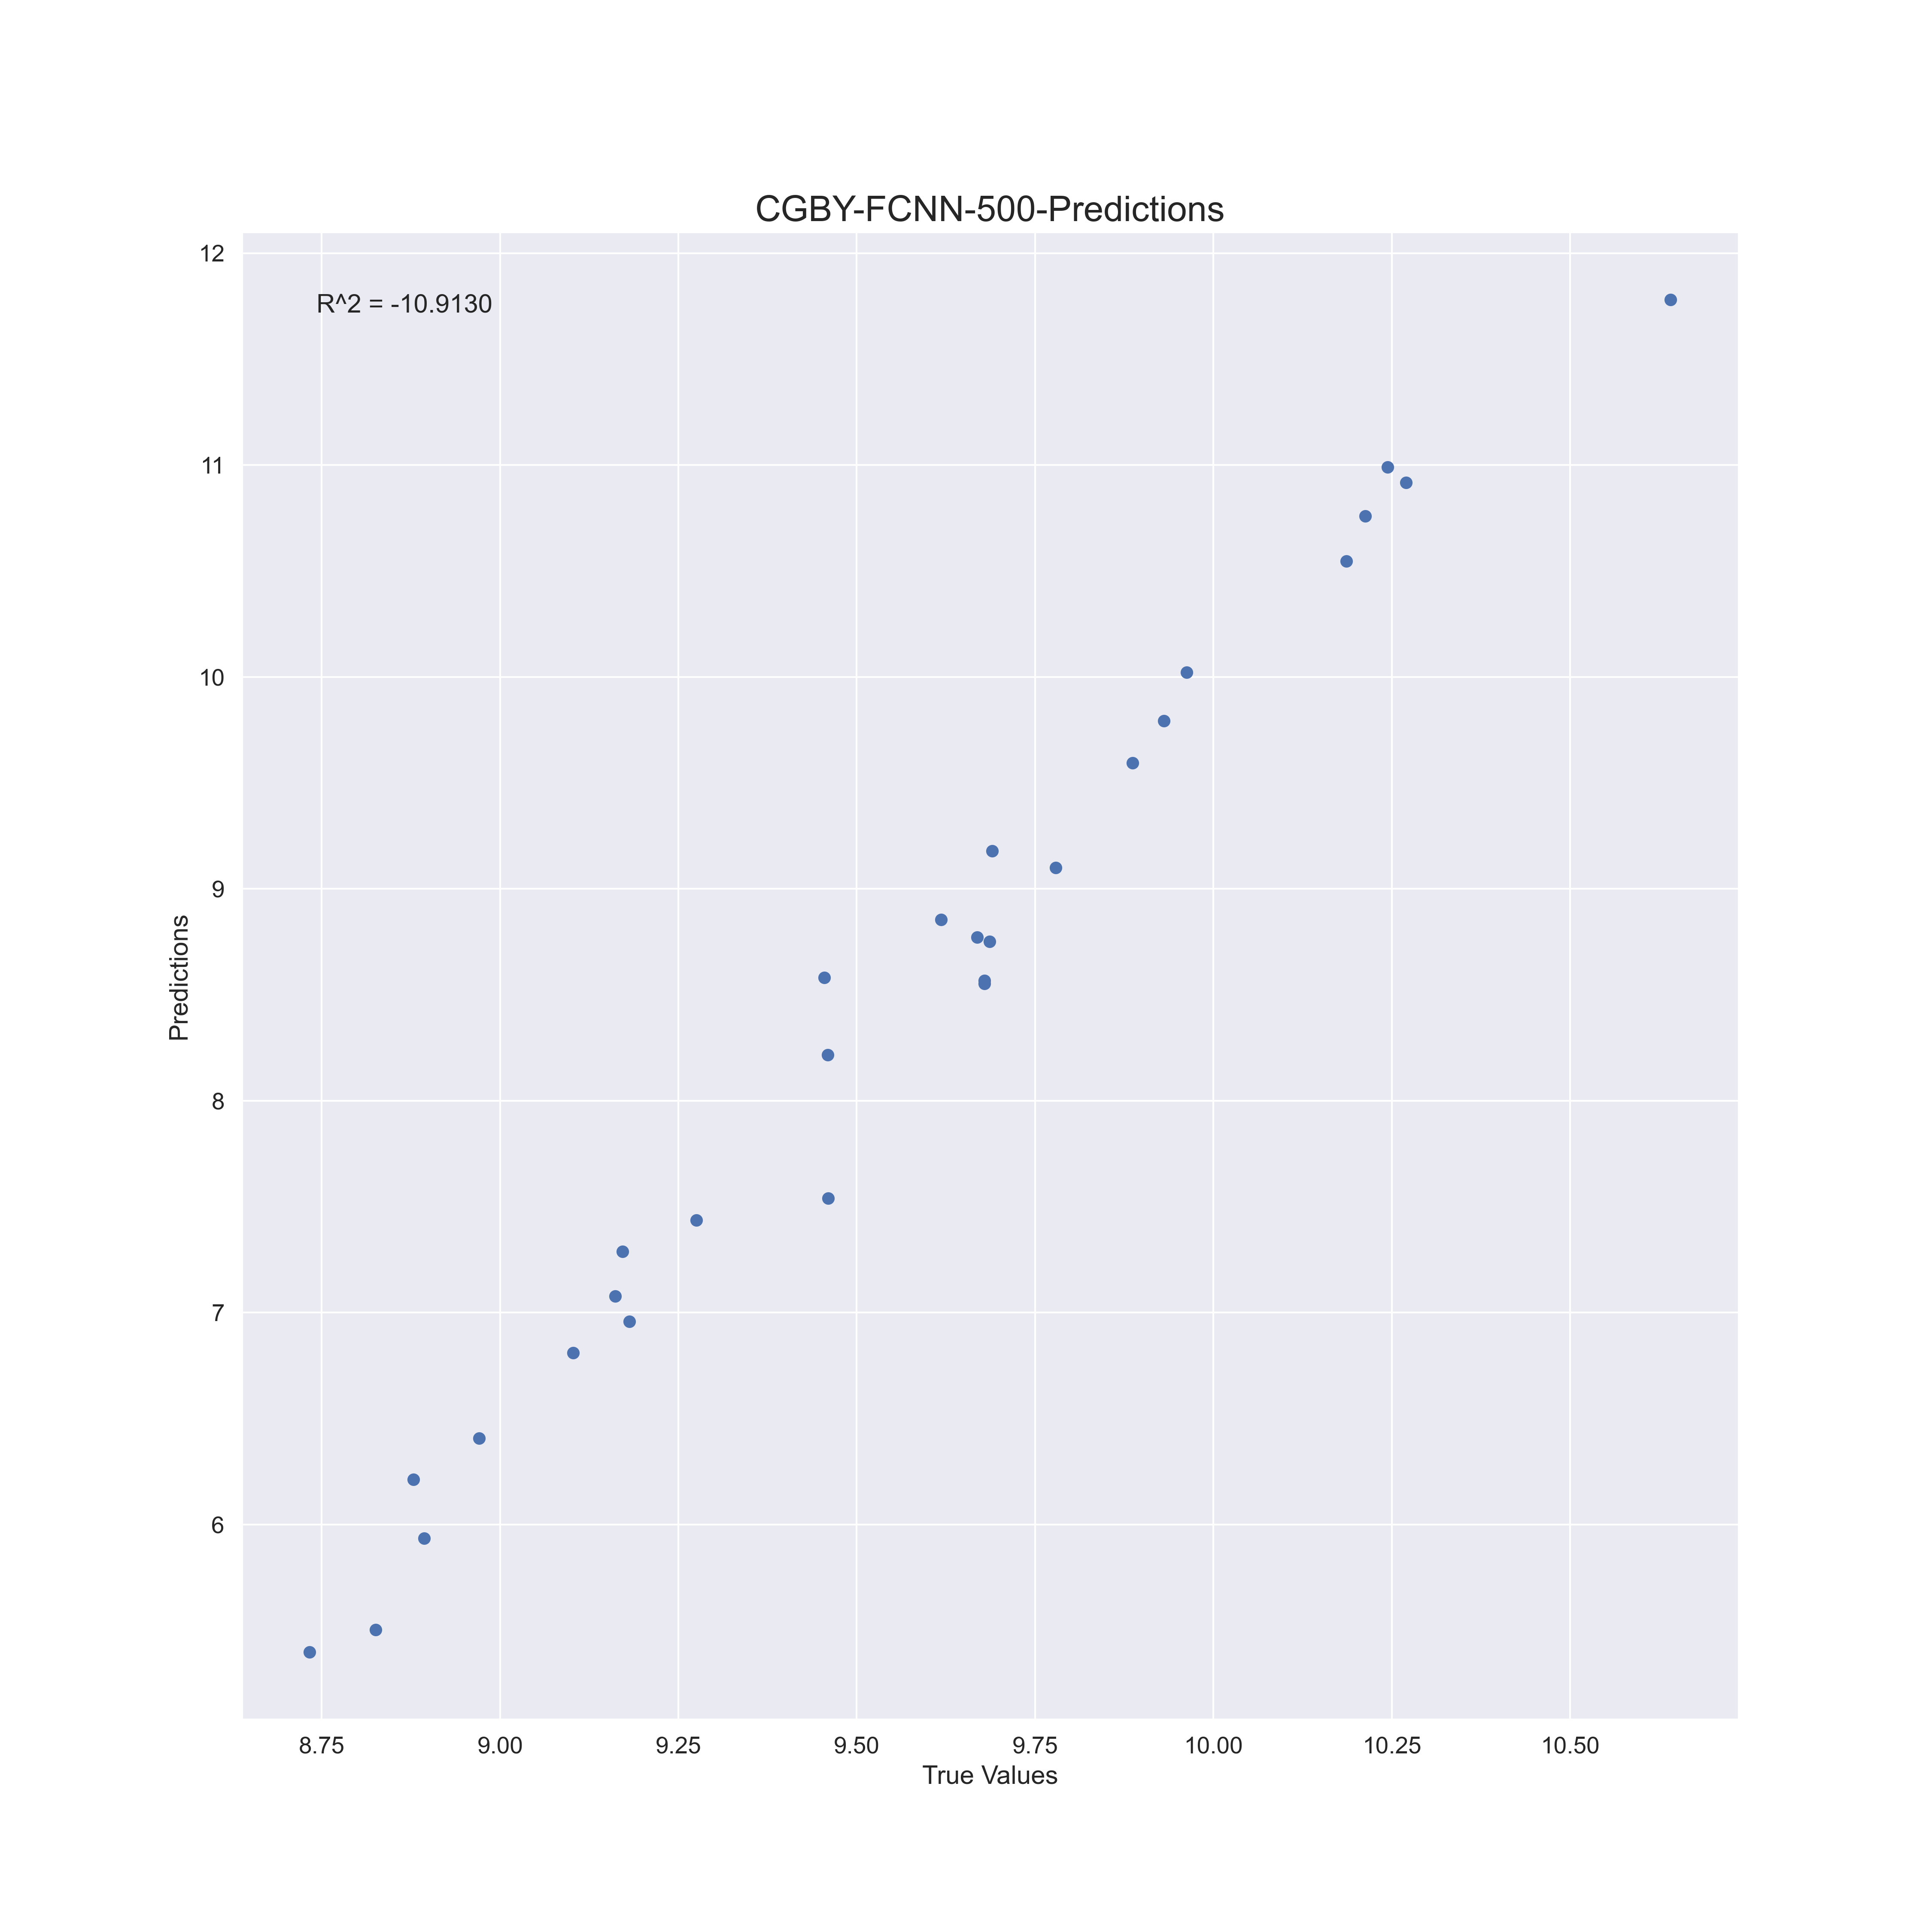 CGBY-FCNN-500-Predictions
R^2 = -10.9130
12
11
10
9
8
7
6
Predictions
8.75 9.00 9.25 9.50 9.75 10.00 10.25 10.50
True Values